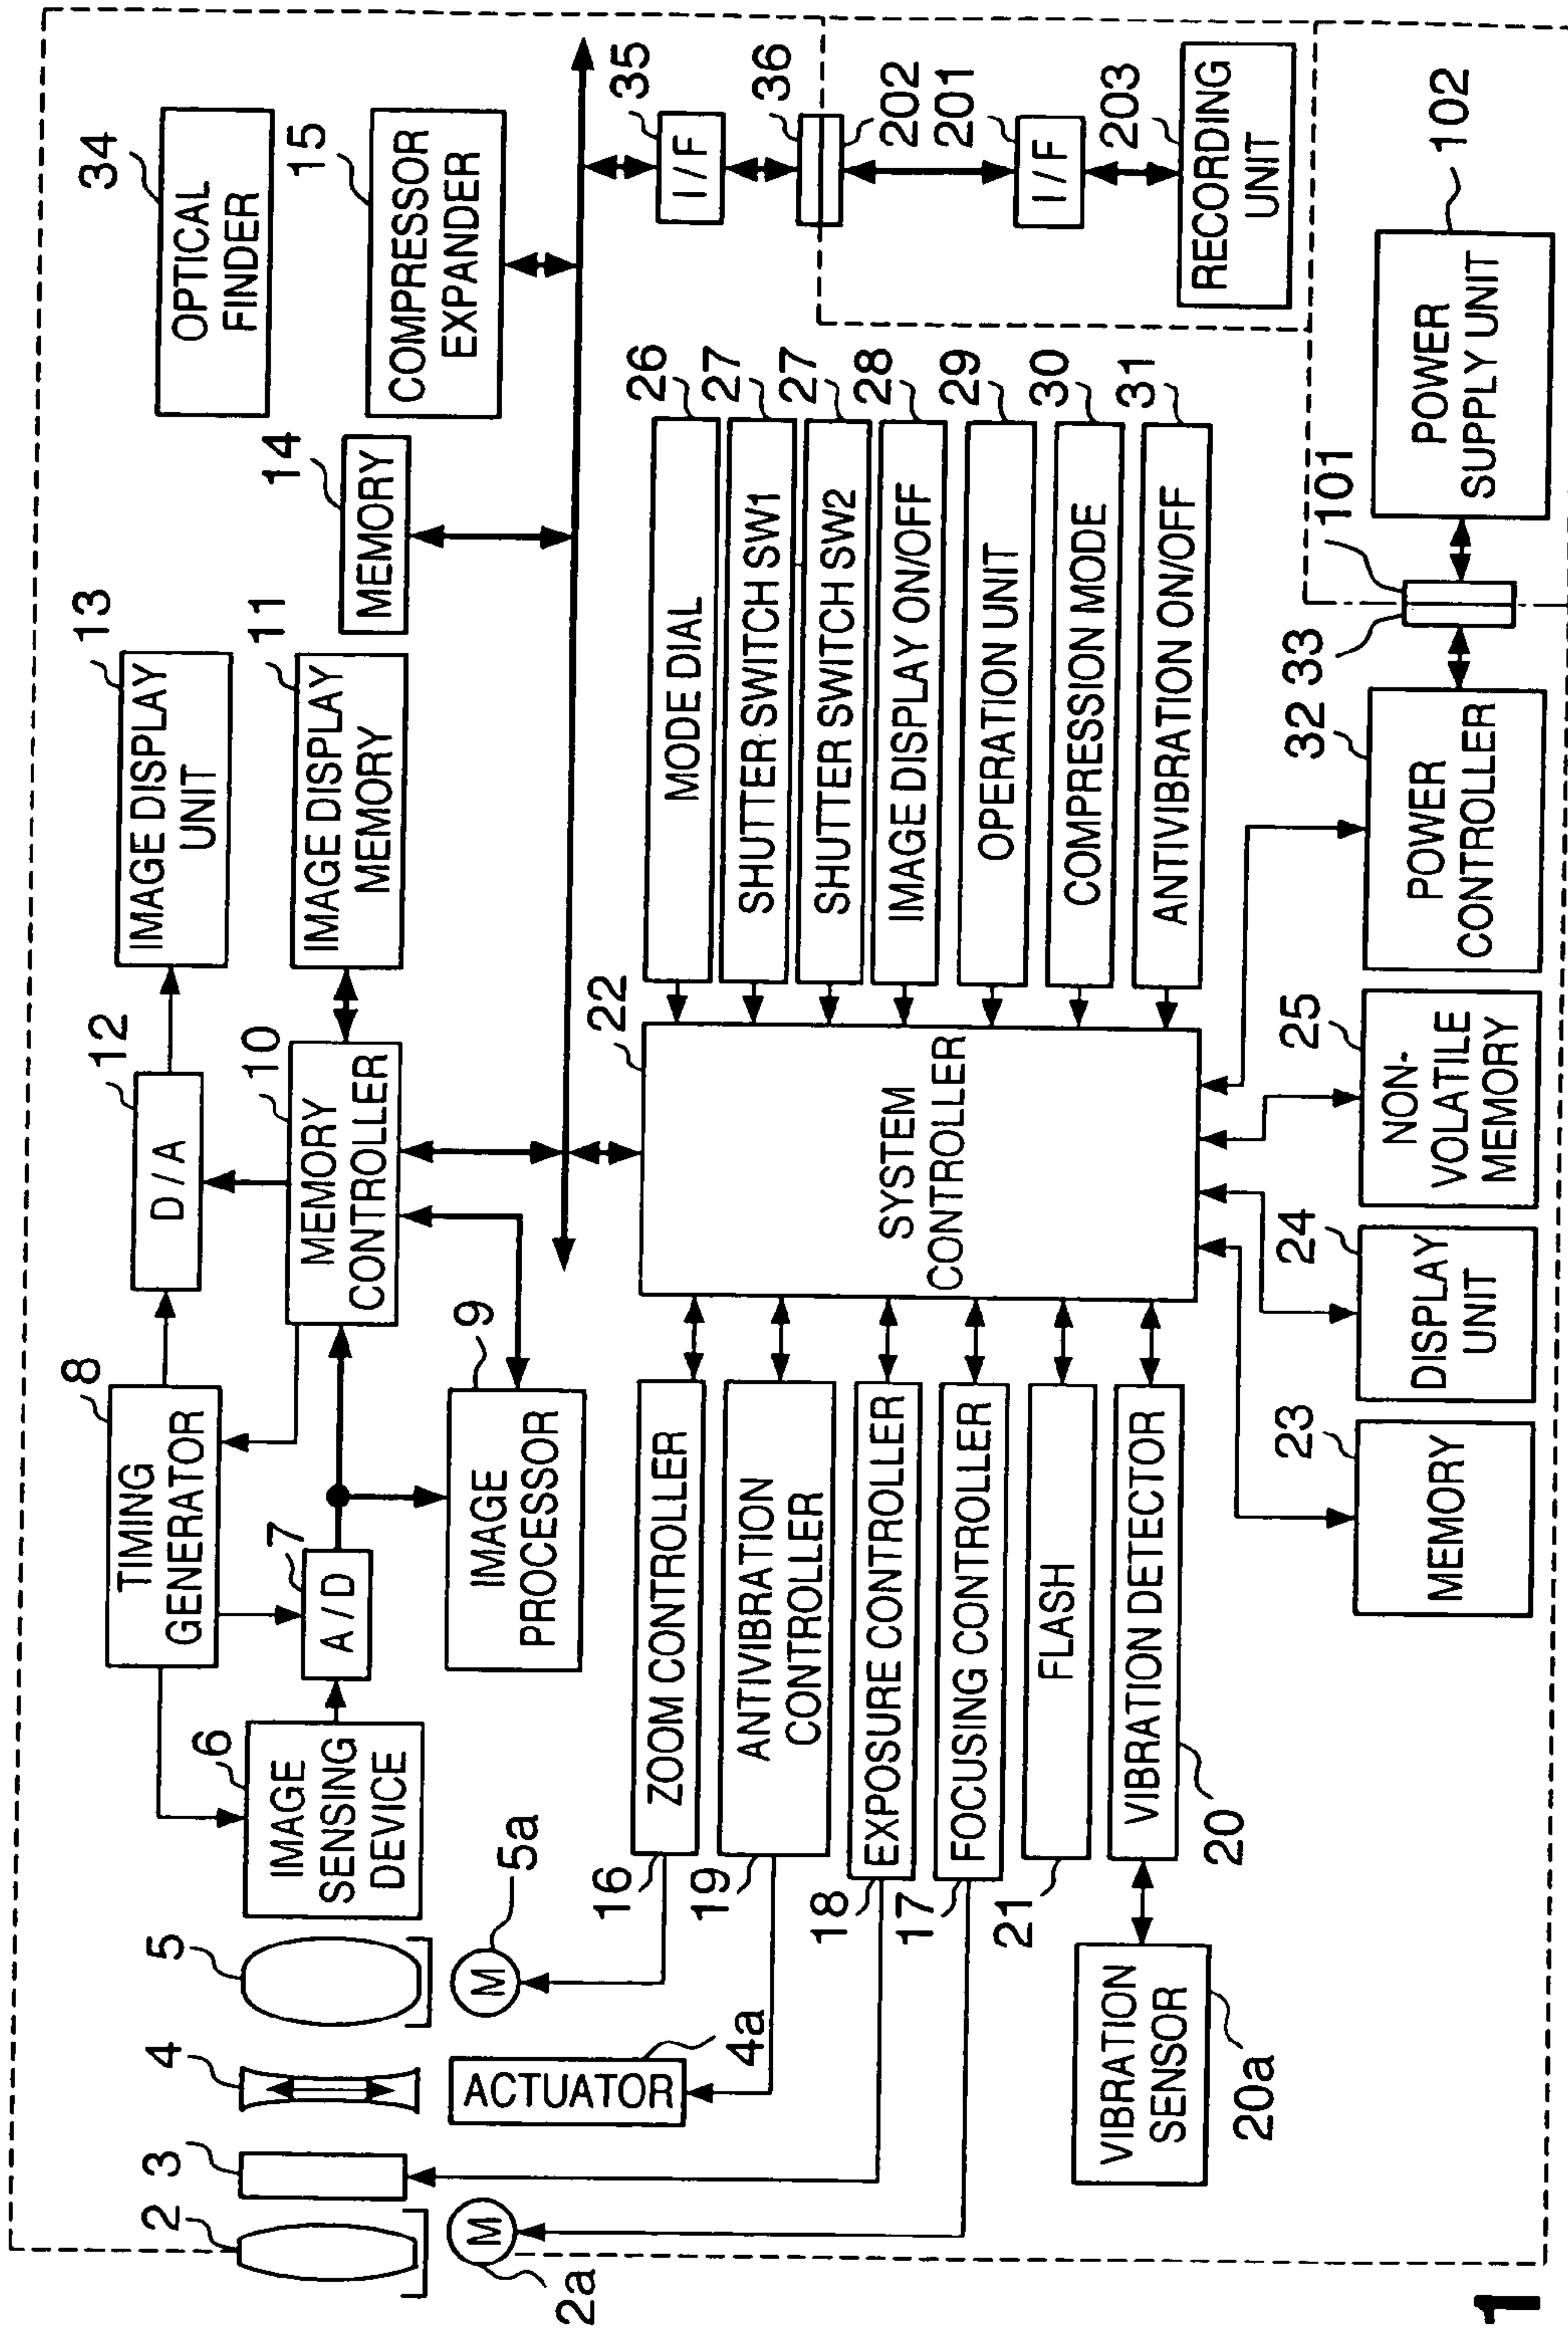 1
2
3
4
5
2a
M
ACTUATOR
4a
M
5a
6
IMAGE
SENSING
DEVICE
7
A / D
8
TIMING
GENERATOR
9
IMAGE
PROCESSOR
10
MEMORY
CONTROLLER
12
D / A
13
IMAGE DISPLAY
UNIT
11
IMAGE DISPLAY
MEMORY
14
MEMORY
34
OPTICAL
FINDER
15
COMPRESSOR
EXPANDER
35
I / F
36
202
201
I / F
203
RECORDING
UNIT
16
ZOOM CONTROLLER
19
ANTIVIBRATION
CONTROLLER
18
EXPOSURE CONTROLLER
17
FOCUSING CONTROLLER
21
FLASH
VIBRATION DETECTOR
20
VIBRATION
SENSOR
20a
22
SYSTEM
CONTROLLER
MODE DIAL
26
SHUTTER SWITCH SW1
27
SHUTTER SWITCH SW2
27
IMAGE DISPLAY ON/OFF
28
OPERATION UNIT
29
COMPRESSION MODE
30
ANTIVIBRATION ON/OFF
31
23
MEMORY
24
DISPLAY
UNIT
25
NON-
VOLATILE
MEMORY
32
POWER
CONTROLLER
33
101
POWER
SUPPLY UNIT
102